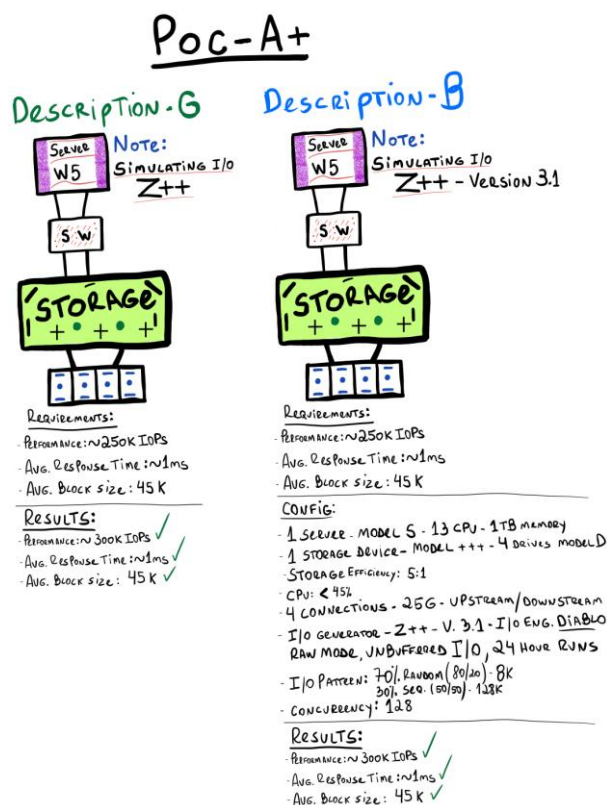 Poc-A+
Description-G
Server
W5
Note:
Simulating I/O
Z++
SW
STORAGE
Requirements:
- Performance: ~250K IOPs
- Avg. Response Time: ~1ms
- Avg. Block size: 45K
Results:
- Performance: ~300K IOPs ✓
- Avg. Response Time: ~1ms ✓
- Avg. Block size: 45K ✓
Description-B
Server
W5
Note:
Simulating I/O
Z++ - Version 3.1
SW
STORAGE
Requirements:
- Performance: ~250K IOPs
- Avg. Response Time: ~1ms
- Avg. Block size: 45K
Config:
- 1 Server - Model S - 13 CPU - 1TB memory
- 1 Storage Device - Model +++ - 4 Drives Model D
- Storage Efficiency: 5:1
- CPU: < 45%
- 4 Connections - 25G - Upstream/Downstream
- I/O Generator - Z++ - V. 3.1 - I/O Eng. Diablo
Raw Mode, Unbuffered I/O, 24 Hour Runs
- I/O Pattern: 70% Random (80/20) - 8K
30% Seq. (50/50) - 128K
- Concurrency: 128
Results:
- Performance: ~300K IOPs ✓
- Avg. Response Time: ~1ms ✓
- Avg. Block size: 45K ✓